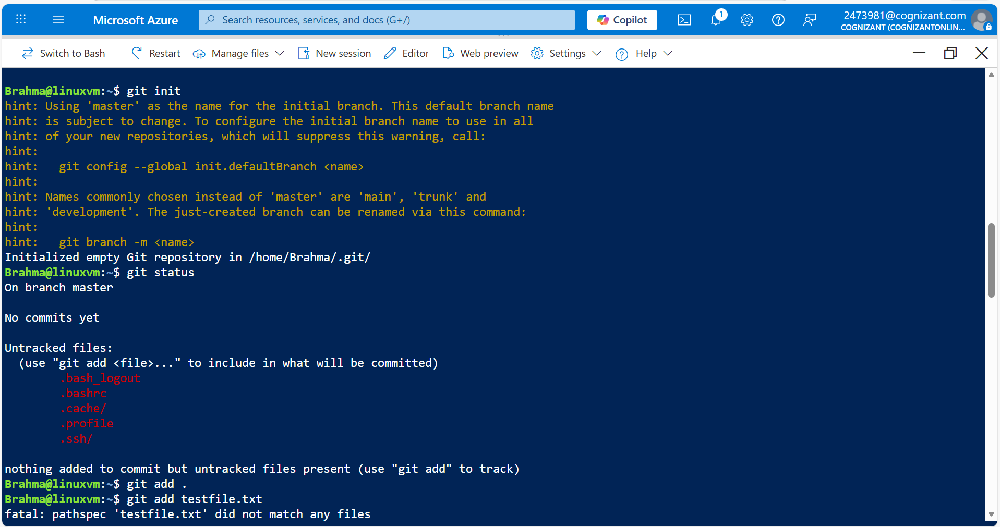 Microsoft Azure
Search resources, services, and docs (G+/)
Copilot
1
2473981@cognizant.com
COGNIZANT (COGNIZANTONLIN...
Switch to Bash
Restart
Manage files
New session
Editor
Web preview
Settings
Help
Brahma@linuxvm:~$ git init
hint: Using 'master' as the name for the initial branch. This default branch name
hint: is subject to change. To configure the initial branch name to use in all
hint: of your new repositories, which will suppress this warning, call:
hint:
hint:   git config --global init.defaultBranch <name>
hint:
hint: Names commonly chosen instead of 'master' are 'main', 'trunk' and
hint: 'development'. The just-created branch can be renamed via this command:
hint:
hint:   git branch -m <name>
Initialized empty Git repository in /home/Brahma/.git/
Brahma@linuxvm:~$ git status
On branch master
No commits yet
Untracked files:
  (use "git add <file>..." to include in what will be committed)
        .bash_logout
        .bashrc
        .cache/
        .profile
        .ssh/
nothing added to commit but untracked files present (use "git add" to track)
Brahma@linuxvm:~$ git add .
Brahma@linuxvm:~$ git add testfile.txt
fatal: pathspec 'testfile.txt' did not match any files